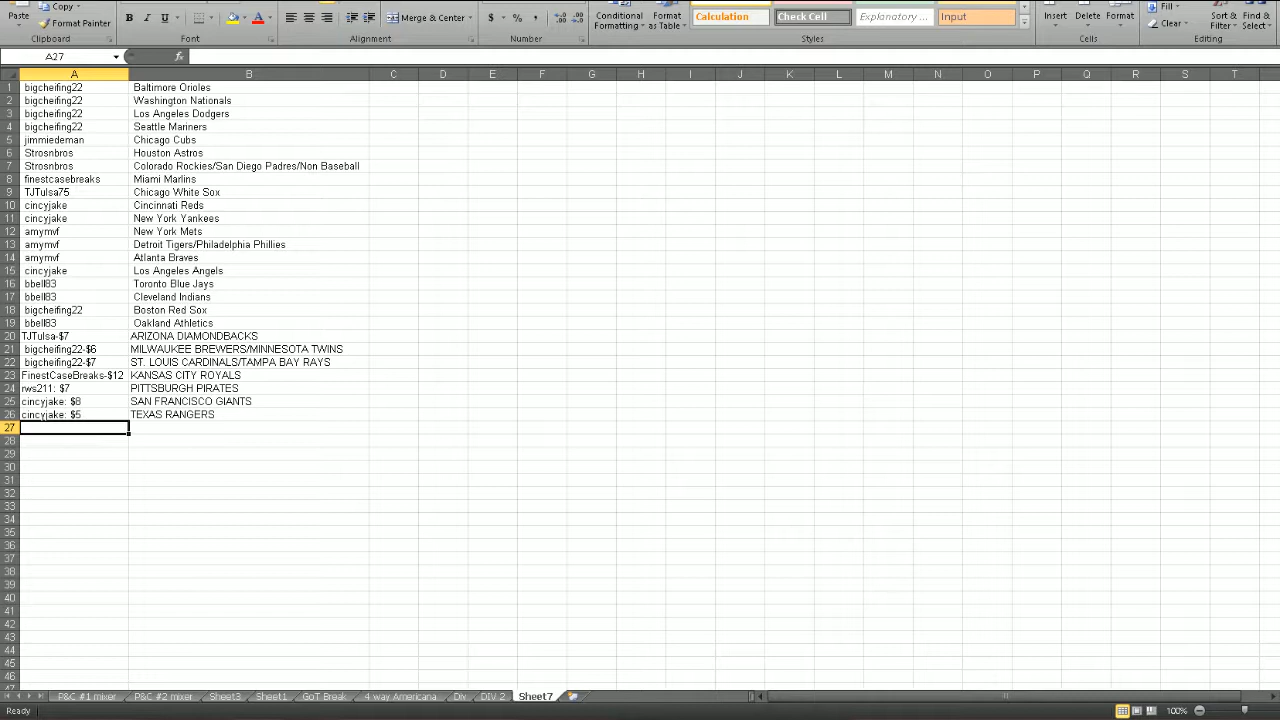 Paste Copy Format Painter B I U A Merge & Center $ % , Conditional Formatting Format as Table Calculation Check Cell Explanatory ... Input Insert Delete Format Fill Clear Sort & Filter Find & Select
Clipboard Font Alignment Number Styles Cells Editing
A27 fx
A B C D E F G H I J K L M N O P Q R S T
1 bigcheifing22 Baltimore Orioles
2 bigcheifing22 Washington Nationals
3 bigcheifing22 Los Angeles Dodgers
4 bigcheifing22 Seattle Mariners
5 jimmiedeman Chicago Cubs
6 Strosnbros Houston Astros
7 Strosnbros Colorado Rockies/San Diego Padres/Non Baseball
8 finestcasebreaks Miami Marlins
9 TJTulsa75 Chicago White Sox
10 cincyjake Cincinnati Reds
11 cincyjake New York Yankees
12 amymvf New York Mets
13 amymvf Detroit Tigers/Philadelphia Phillies
14 amymvf Atlanta Braves
15 cincyjake Los Angeles Angels
16 bbell83 Toronto Blue Jays
17 bbell83 Cleveland Indians
18 bigcheifing22 Boston Red Sox
19 bbell83 Oakland Athletics
20 TJTulsa-$7 ARIZONA DIAMONDBACKS
21 bigcheifing22-$6 MILWAUKEE BREWERS/MINNESOTA TWINS
22 bigcheifing22-$7 ST. LOUIS CARDINALS/TAMPA BAY RAYS
23 FinestCaseBreaks-$12 KANSAS CITY ROYALS
24 rws211: $7 PITTSBURGH PIRATES
25 cincyjake: $8 SAN FRANCISCO GIANTS
26 cincyjake: $5 TEXAS RANGERS
27
28
29
30
31
32
33
34
35
36
37
38
39
40
41
42
43
44
45
46
47
P&C #1 mixer P&C #2 mixer Sheet3 Sheet1 GoT Break 4 way Americana Div DIV 2 Sheet7
Ready 100%